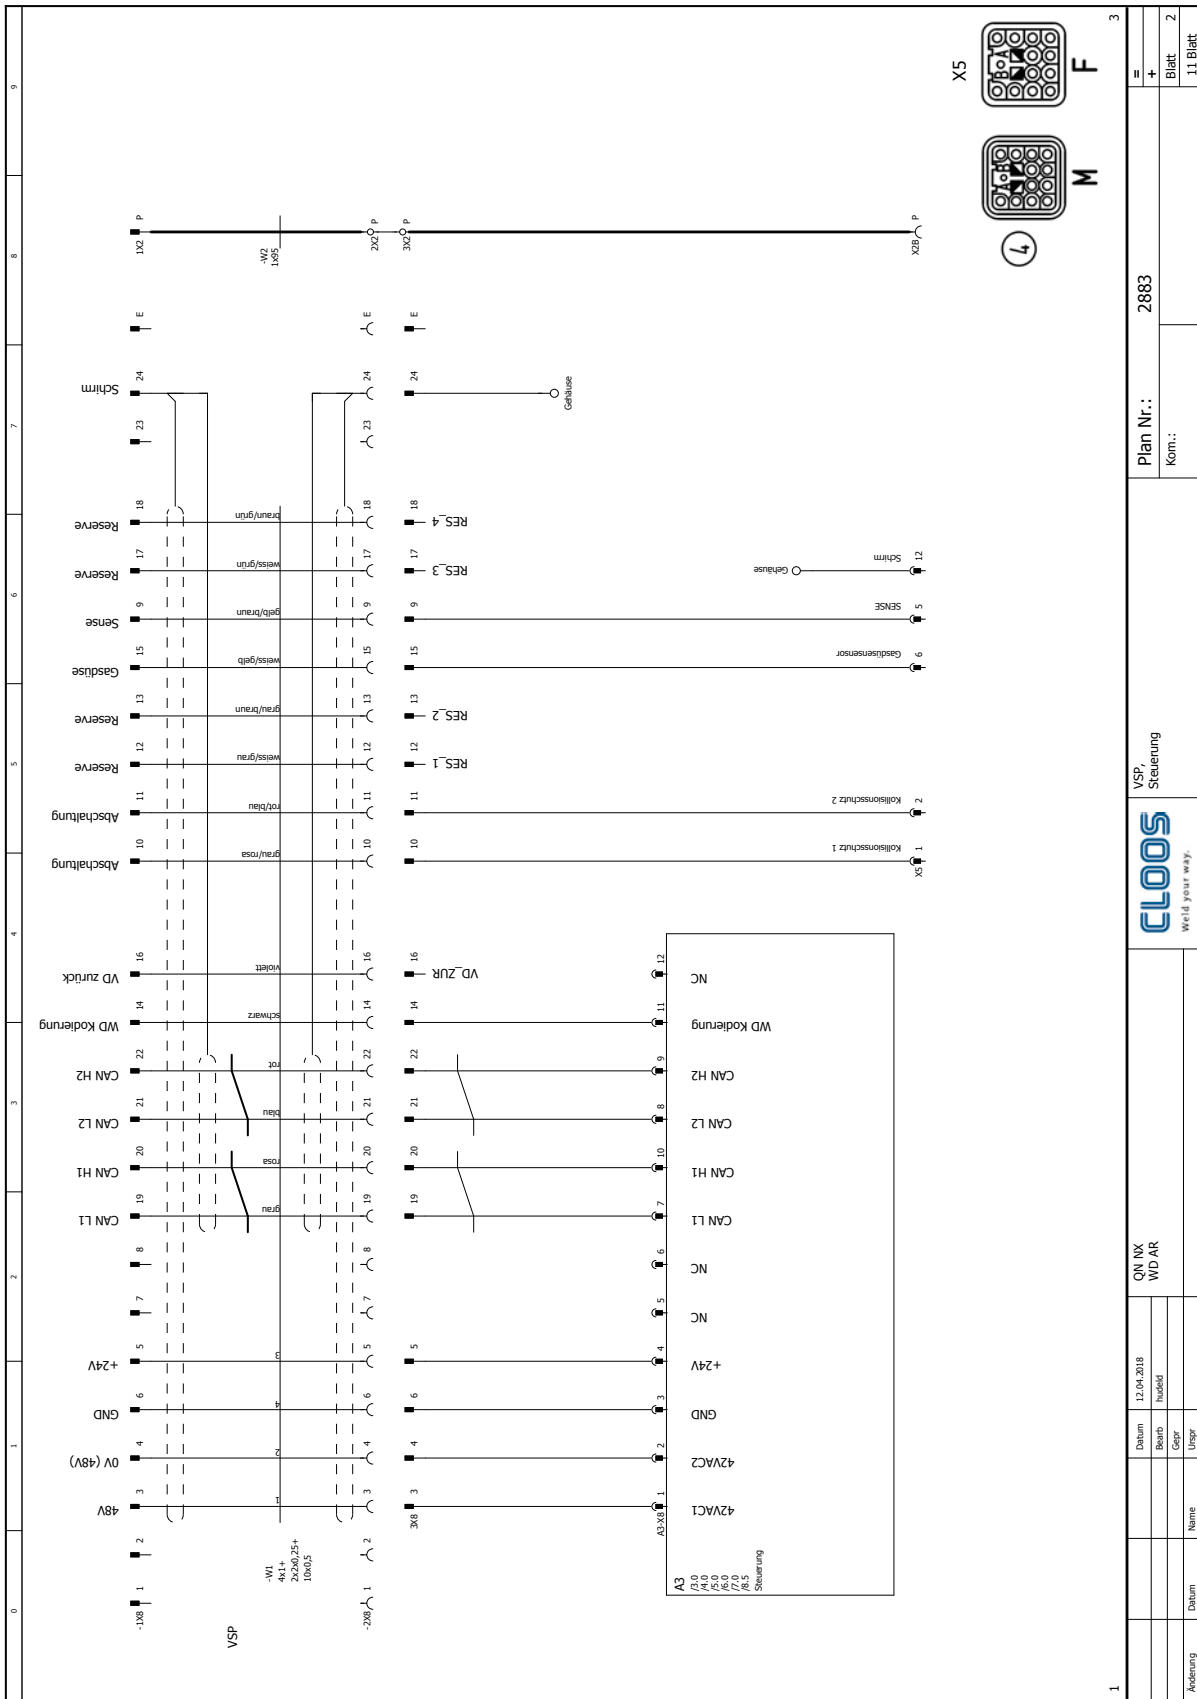 0 1 2 3 4 5 6 7 8 9
-1X8 1
2
3 48V
4 0V (48V)
6 GND
5 +24V
7
8
19 CAN L1
20 CAN H1
21 CAN L2
22 CAN H2
14 WD Kodierung
16 VD zurück
10 Abschaltung
11 Abschaltung
12 Reserve
13 Reserve
15 Gasdüse
9 Sense
17 Reserve
18 Reserve
23
24 Schirm
E
1X2 P
VSP
-W1
4x1+
2x2x0,25+
10x0,5
1
2
4
3
grau
rosa
blau
rot
schwarz
violett
grau/rosa
rot/blau
weiss/grau
grau/braun
weiss/gelb
gelb/braun
weiss/grün
braun/grün
-W2
1x95
-2X8 1
2
3
4
6
5
7
8
19
20
21
22
14
16
10
11
12
13
15
9
17
18
23
24
E
2X2 P
3X8 3
4
6
5
19
20
21
22
14
16 VD_ZUR
10
11
12 RES_1
13 RES_2
15
9
17 RES_3
18 RES_4
24
E
3X2 P
Gehäuse
Gehäuse
A3-X8 1
2
3
4
5
6
7
10
8
9
11
12
42VAC1
42VAC2
GND
+24V
NC
NC
CAN L1
CAN H1
CAN L2
CAN H2
WD Kodierung
NC
A3
/3.0
/4.0
/5.0
/6.0
/7.0
/8.5
Steuerung
Kollisionsschutz 1
X5 1
Kollisionsschutz 2
2
Gasdüsensensor
6
SENSE
5
Schirm
12
X2B P
X5
4
A B
B A
M F
1
3
Änderung Datum Name
Datum 12.04.2018
Bearb hudeld
Gepr
Urspr
QN NX
WD AR
CLOOS
Weld your way.
VSP,
Steuerung
Plan Nr.: 2883
Kom.:
=
+
Blatt 2
11 Blatt